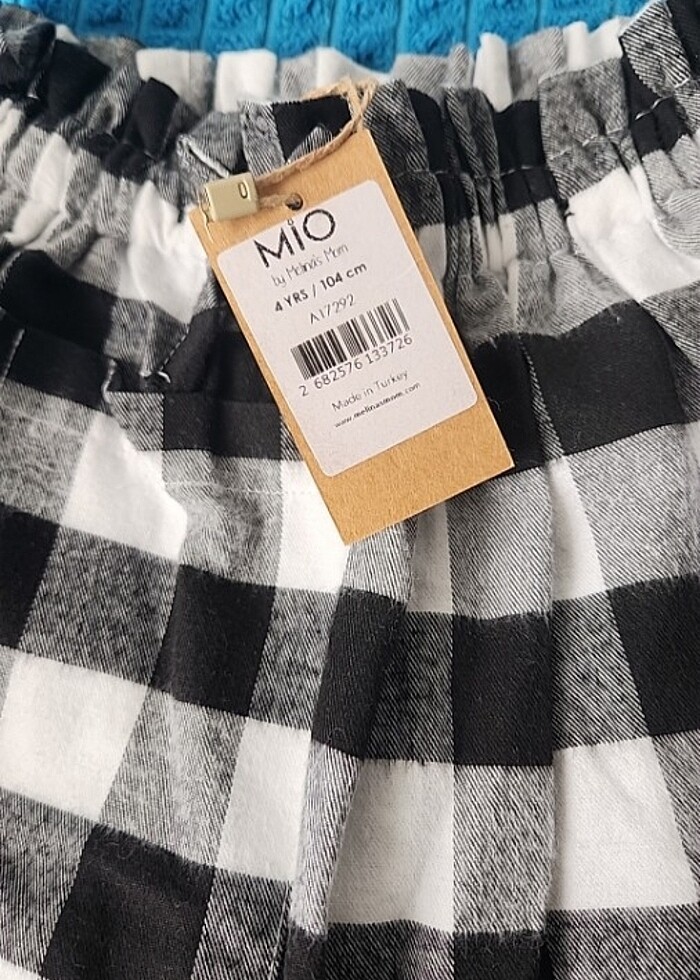 MiO
by Melina's Mom
4 YRS / 104 cm
A17292
2 682576 133726
Made in Turkey
www.melinasmom.com